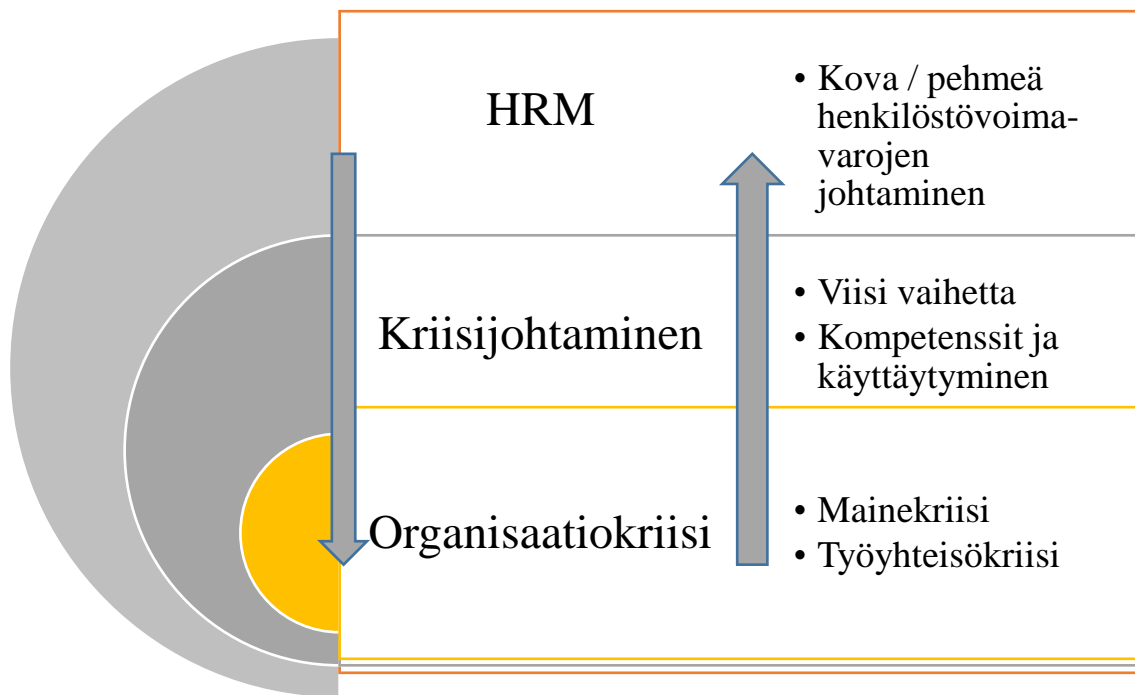 HRM
• Kova / pehmeä
henkilöstövoima-
varojen
johtaminen
Kriisijohtaminen
• Viisi vaihetta
• Kompetenssit ja
käyttäytyminen
Organisaatiokriisi
• Mainekriisi
• Työyhteisökriisi